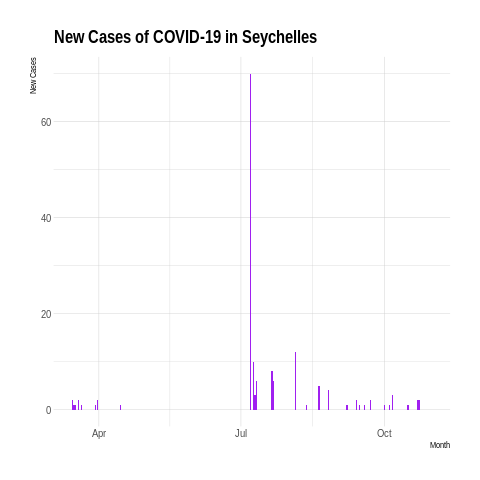 New Cases of COVID-19 in Seychelles
New Cases
60
40
20
0
Apr
Jul
Oct
Month